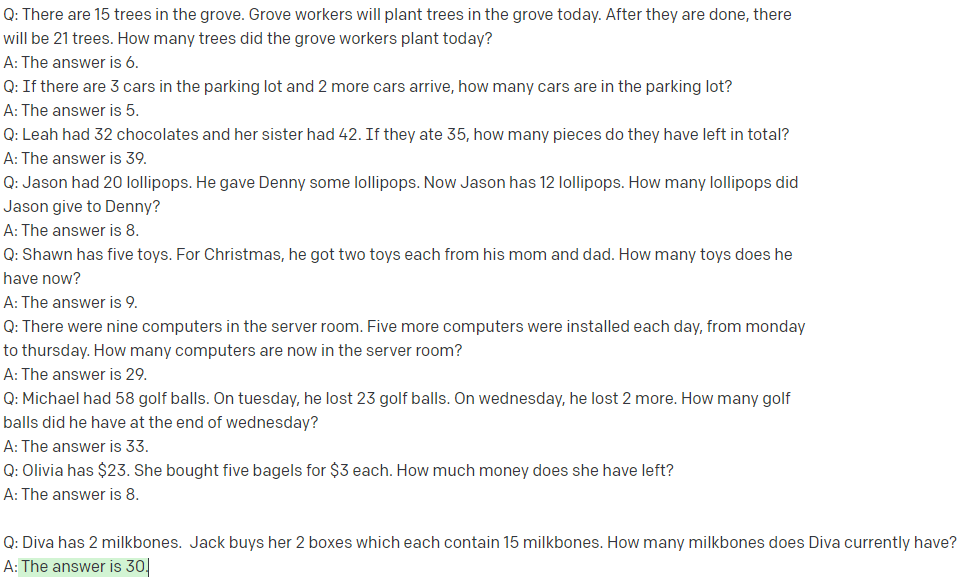 Q: There are 15 trees in the grove. Grove workers will plant trees in the grove today. After they are done, there
will be 21 trees. How many trees did the grove workers plant today?
A: The answer is 6.
Q: If there are 3 cars in the parking lot and 2 more cars arrive, how many cars are in the parking lot?
A: The answer is 5.
Q: Leah had 32 chocolates and her sister had 42. If they ate 35, how many pieces do they have left in total?
A: The answer is 39.
Q: Jason had 20 lollipops. He gave Denny some lollipops. Now Jason has 12 lollipops. How many lollipops did
Jason give to Denny?
A: The answer is 8.
Q: Shawn has five toys. For Christmas, he got two toys each from his mom and dad. How many toys does he
have now?
A: The answer is 9.
Q: There were nine computers in the server room. Five more computers were installed each day, from monday
to thursday. How many computers are now in the server room?
A: The answer is 29.
Q: Michael had 58 golf balls. On tuesday, he lost 23 golf balls. On wednesday, he lost 2 more. How many golf
balls did he have at the end of wednesday?
A: The answer is 33.
Q: Olivia has $23. She bought five bagels for $3 each. How much money does she have left?
A: The answer is 8.
Q: Diva has 2 milkbones.  Jack buys her 2 boxes which each contain 15 milkbones. How many milkbones does Diva currently have?
A: The answer is 30.